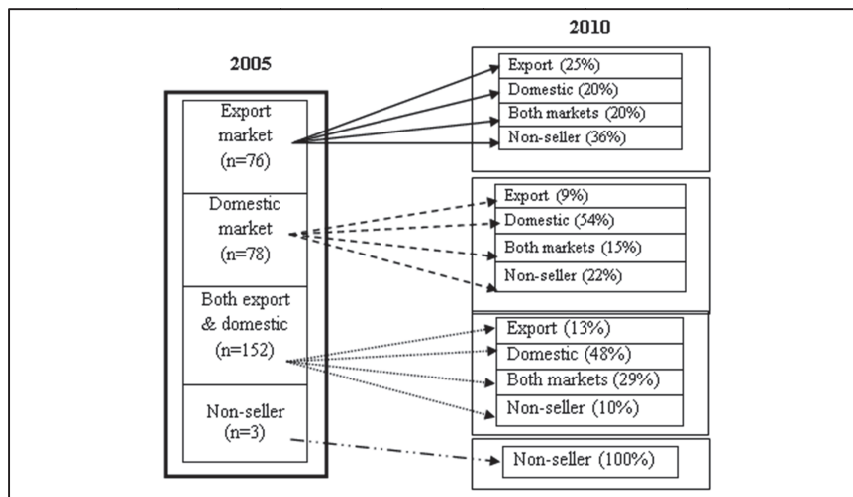 2005
Export
market
(n=76)
Domestic
market
(n=78)
Both export
& domestic
(n=152)
Non-seller
(n=3)
2010
Export (25%)
Domestic (20%)
Both markets (20%)
Non-seller (36%)
Export (9%)
Domestic (54%)
Both markets (15%)
Non-seller (22%)
Export (13%)
Domestic (48%)
Both markets (29%)
Non-seller (10%)
Non-seller (100%)